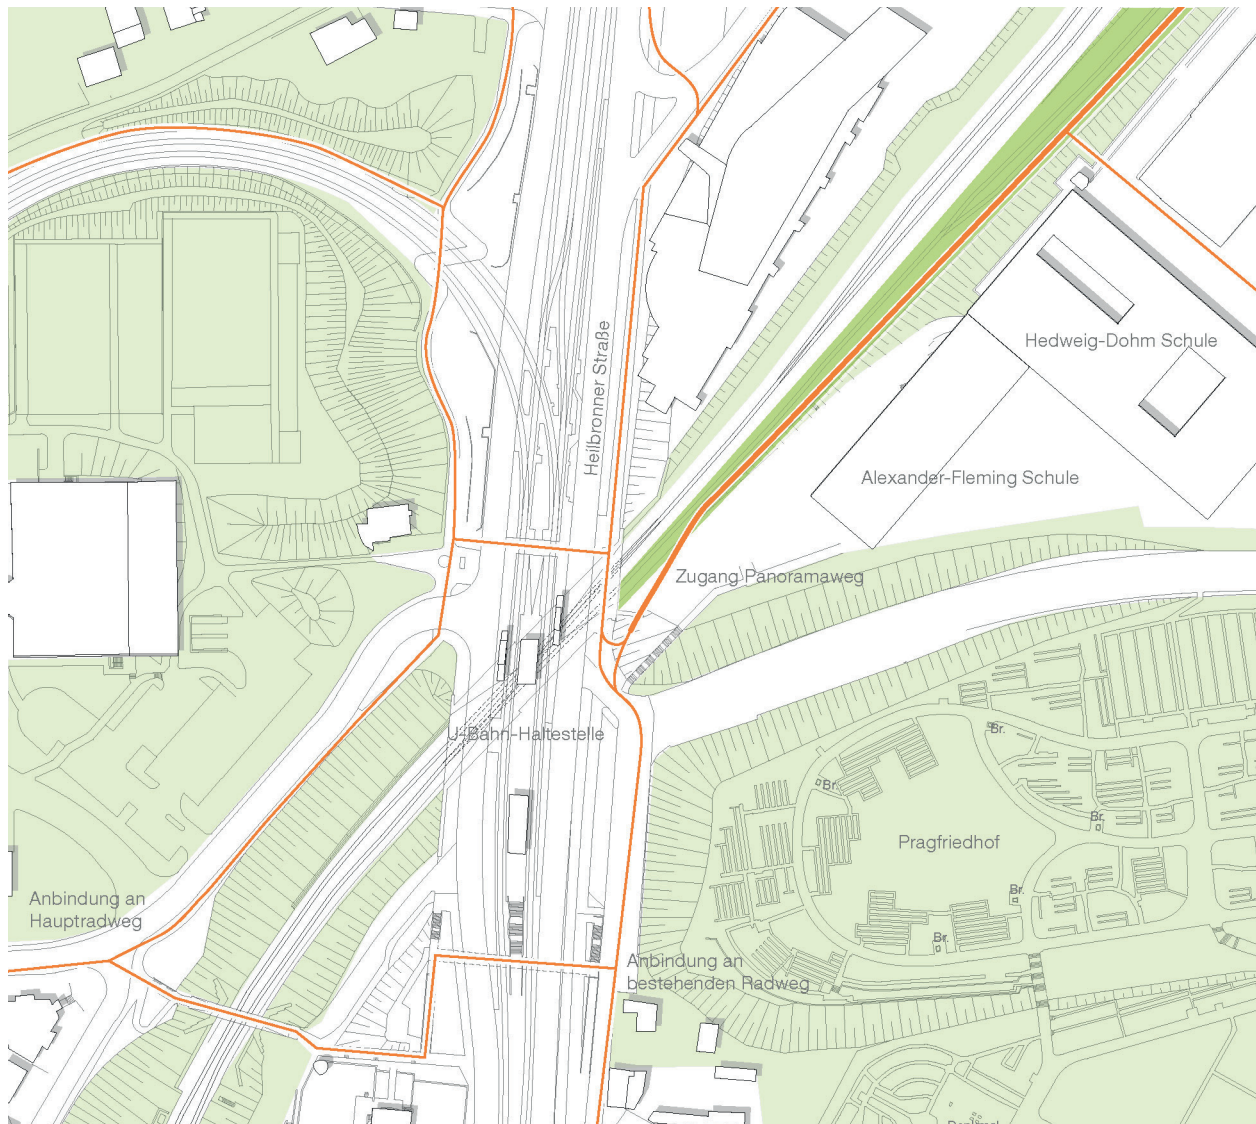 Heilbronner Straße
Hedweig-Dohm Schule
Alexander-Fleming Schule
Zugang Panoramaweg
U-Bahn-Haltestelle
Br.
Br.
Br.
Pragfriedhof
Br.
Br.
Anbindung an
Hauptradweg
Anbindung an
bestehenden Radweg